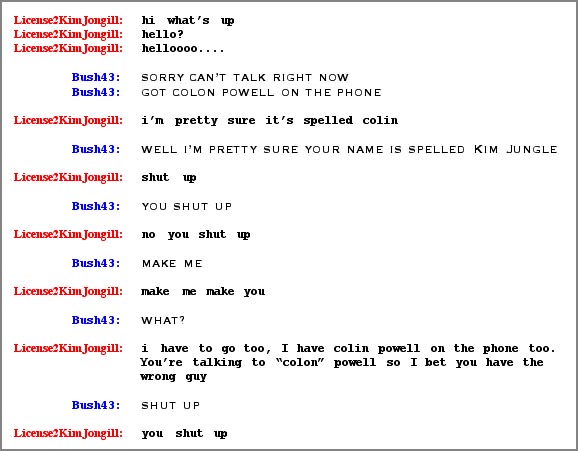 License2KimJongill: hi what's up
License2KimJongill: hello?
License2KimJongill: helloooo....
Bush43: SORRY CAN'T TALK RIGHT NOW
Bush43: GOT COLON POWELL ON THE PHONE
License2KimJongill: i'm pretty sure it's spelled colin
Bush43: WELL I'M PRETTY SURE YOUR NAME IS SPELLED KIM JUNGLE
License2KimJongill: shut up
Bush43: YOU SHUT UP
License2KimJongill: no you shut up
Bush43: MAKE ME
License2KimJongill: make me make you
Bush43: WHAT?
License2KimJongill: i have to go too, I have colin powell on the phone too.
You're talking to “colon” powell so I bet you have the
wrong guy
Bush43: SHUT UP
License2KimJongill: you shut up